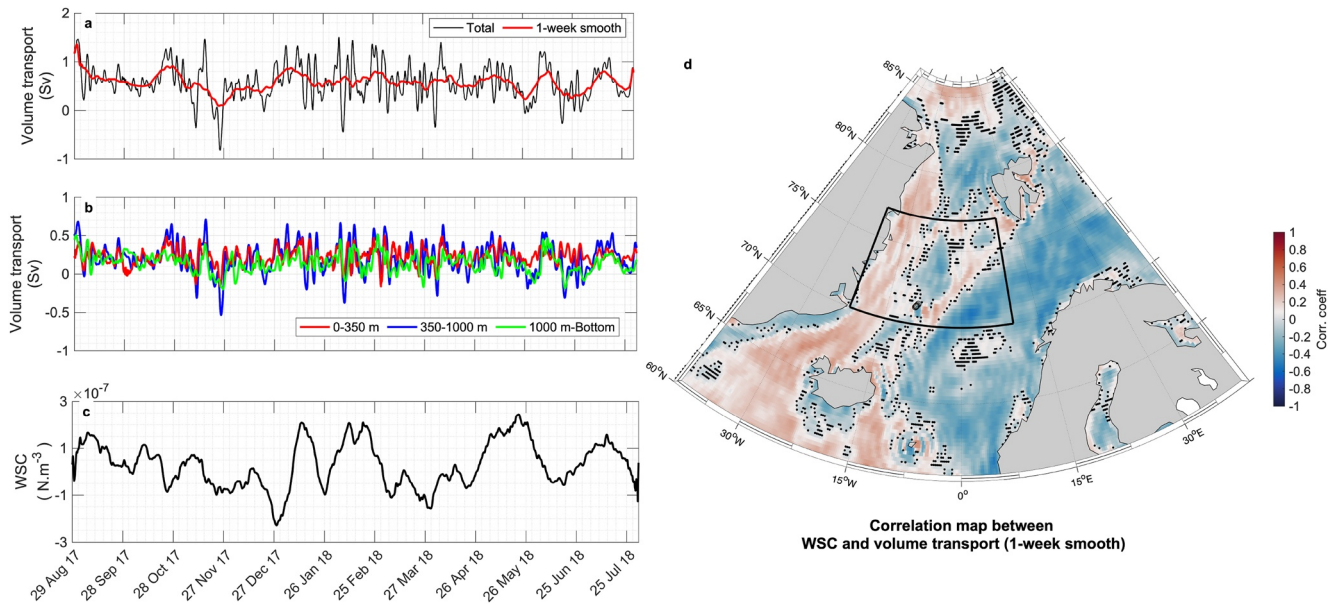 a
Total
1-week smooth
Volume transport
(Sv)
2
1
0
-1
b
Volume transport
(Sv)
1
0.5
0
-0.5
-1
0-350 m
350-1000 m
1000 m-Bottom
c
×10⁻⁷
WSC
( N.m⁻³)
3
1
-1
-3
29 Aug 17
28 Sep 17
28 Oct 17
27 Nov 17
27 Dec 17
26 Jan 18
25 Feb 18
27 Mar 18
26 Apr 18
26 May 18
25 Jun 18
25 Jul 18
d
85°N
80°N
75°N
70°N
65°N
60°N
30°W
15°W
0°
15°E
30°E
1
0.8
0.6
0.4
0.2
0
-0.2
-0.4
-0.6
-0.8
-1
Corr. coeff
Correlation map between
WSC and volume transport (1-week smooth)